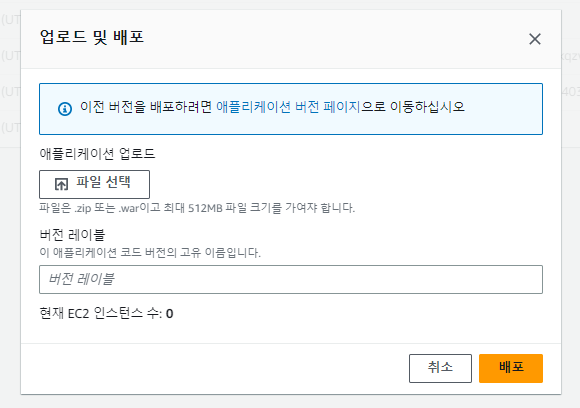 업로드 및 배포
이전 버전을 배포하려면 애플리케이션 버전 페이지으로 이동하십시오
애플리케이션 업로드
파일 선택
파일은 .zip 또는 .war이고 최대 512MB 파일 크기를 가여쟈 합니다.
버전 레이블
이 애플리케이션 코드 버전의 고유 이름입니다.
버전 레이블
현재 EC2 인스턴스 수: 0
취소
배포